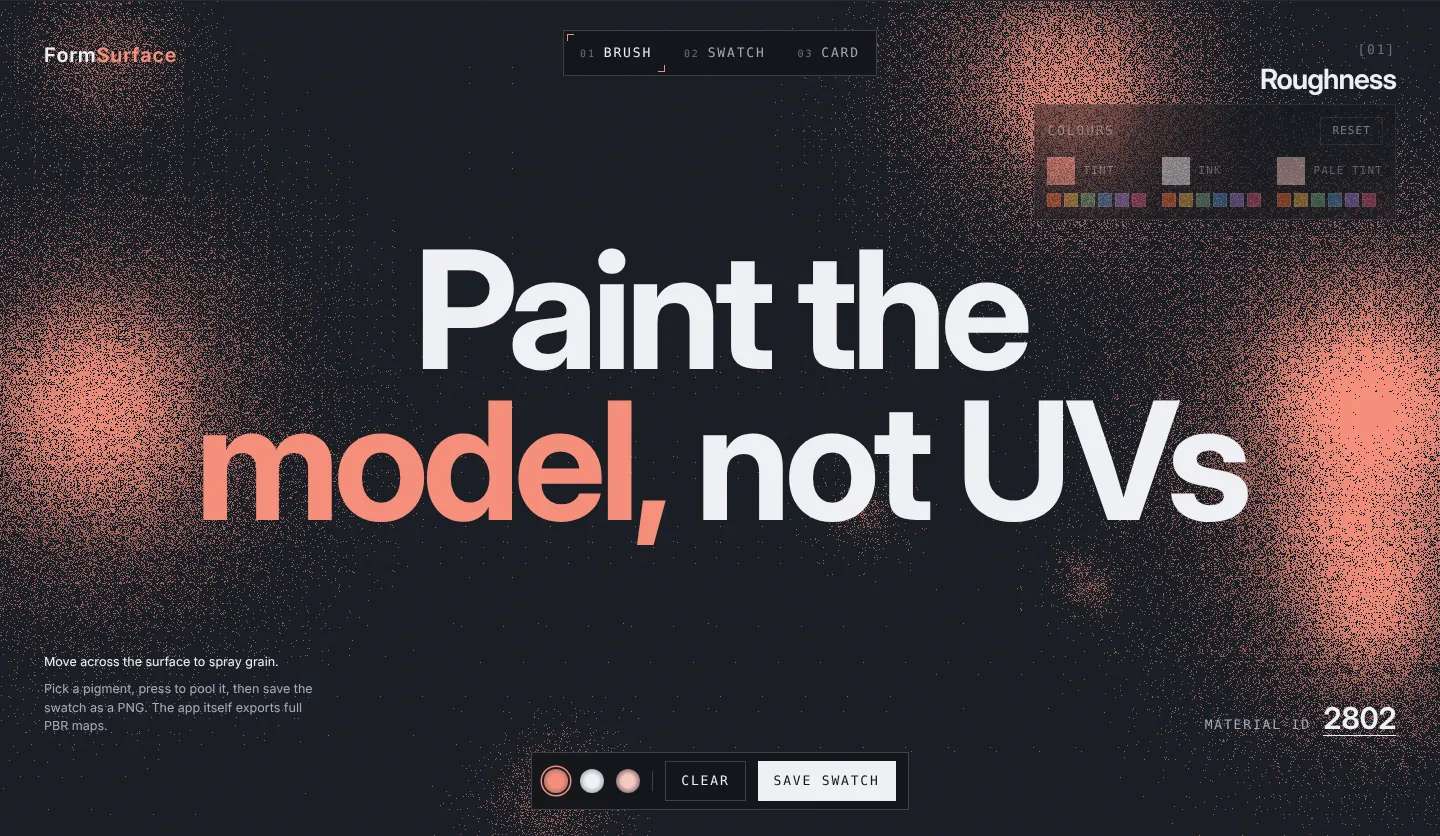 FormSurface
01 BRUSH 02 SWATCH 03 CARD
[01]
Roughness
COLOURS RESET
TINT INK PALE TINT
Paint the
model, not UVs
Move across the surface to spray grain.
Pick a pigment, press to pool it, then save the
swatch as a PNG. The app itself exports full
PBR maps.
MATERIAL ID 2802
CLEAR SAVE SWATCH